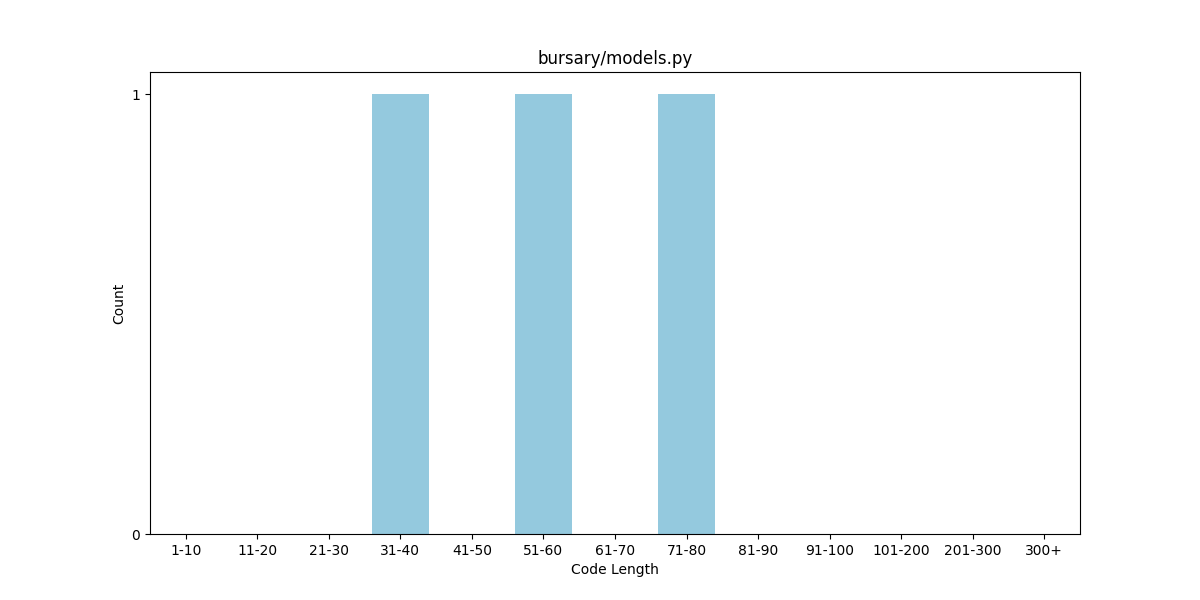 bursary/models.py
1
0
Count
1-10 11-20 21-30 31-40 41-50 51-60 61-70 71-80 81-90 91-100 101-200 201-300 300+
Code Length